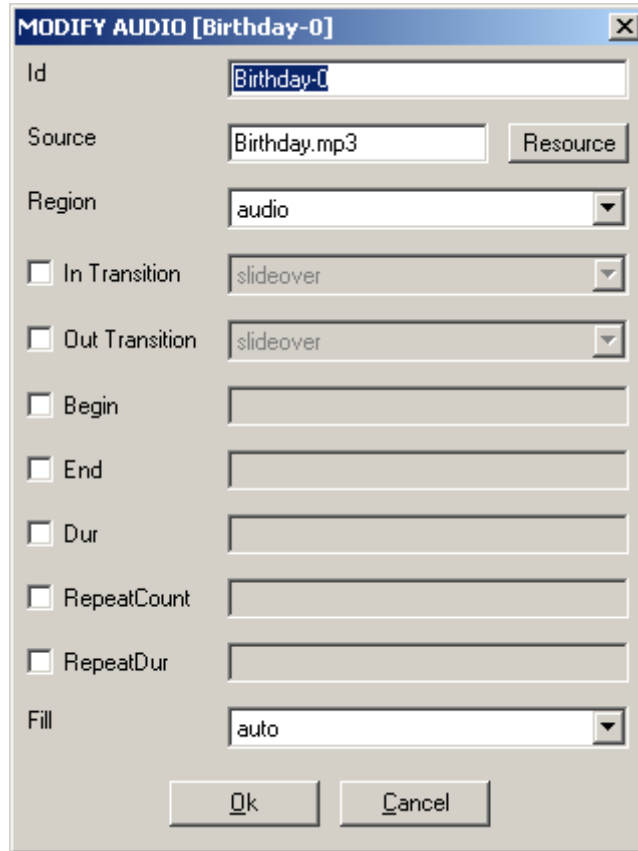 MODIFY AUDIO [Birthday-0]
Id Birthday-0
Source Birthday.mp3 Resource
Region audio
In Transition slideover
Out Transition slideover
Begin
End
Dur
RepeatCount
RepeatDur
Fill auto
Ok Cancel